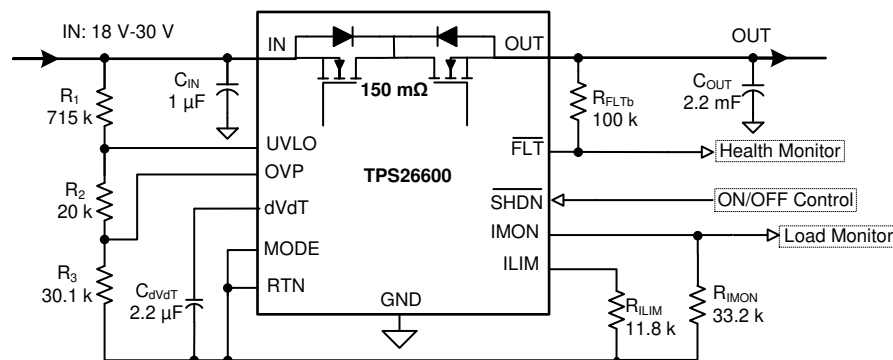 IN: 18 V-30 V
IN
OUT
OUT
CIN
1 µF
150 mΩ
R1
715 k
RFLTb
100 k
COUT
2.2 mF
UVLO
FLT
Health Monitor
OVP
R2
20 k
TPS26600
dVdT
SHDN
ON/OFF Control
IMON
Load Monitor
MODE
ILIM
R3
30.1 k
CdVdT
2.2 µF
RTN
GND
RILIM
11.8 k
RIMON
33.2 k